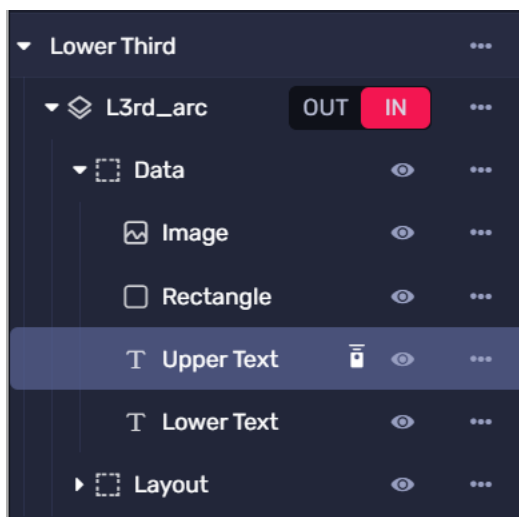 Lower Third
L3rd_arc OUT IN
Data
Image
Rectangle
T Upper Text
T Lower Text
Layout